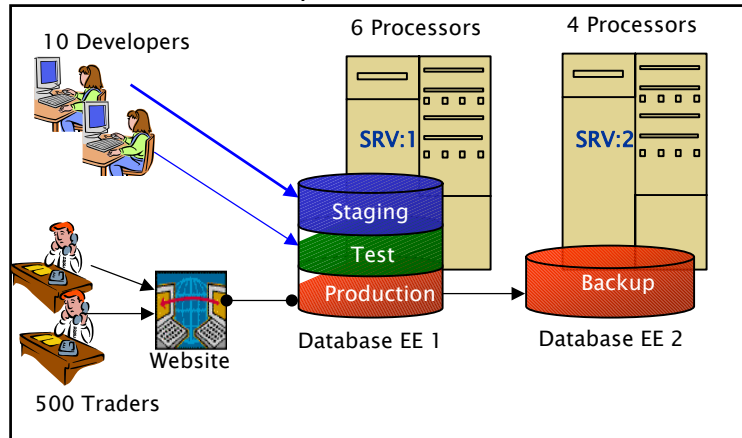 10 Developers
6 Processors
4 Processors
SRV:1
SRV:2
Staging
Test
Production
Backup
Website
Database EE 1
Database EE 2
500 Traders